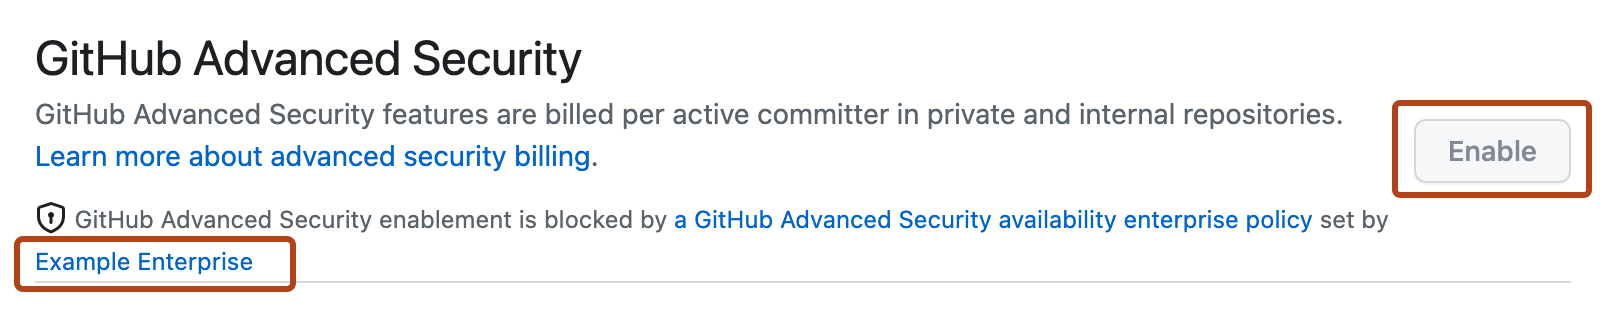 GitHub Advanced Security
GitHub Advanced Security features are billed per active committer in private and internal repositories.
Learn more about advanced security billing.
Enable
GitHub Advanced Security enablement is blocked by a GitHub Advanced Security availability enterprise policy set by
Example Enterprise